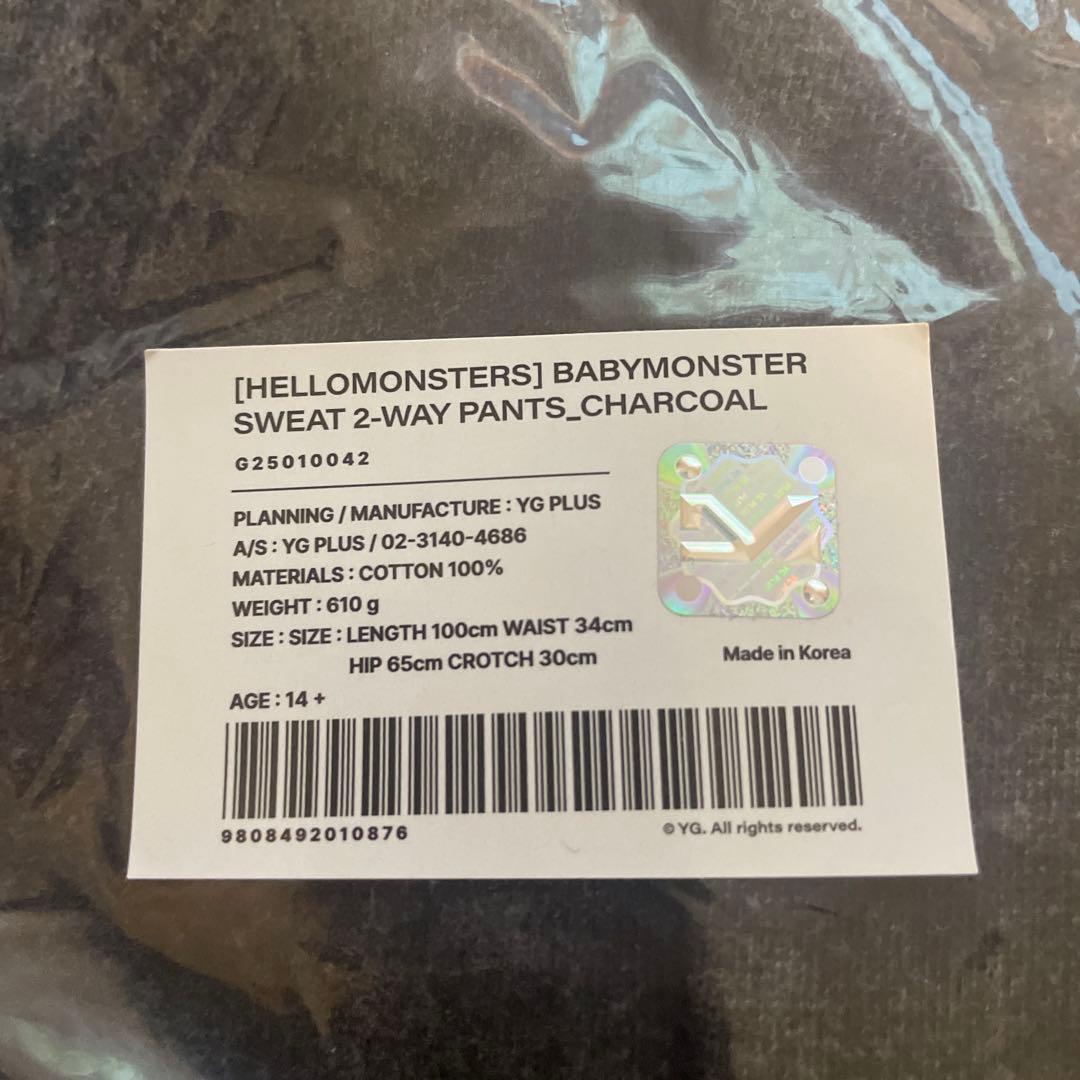 [HELLOMONSTERS] BABYMONSTER
SWEAT 2-WAY PANTS_CHARCOAL
G25010042
PLANNING / MANUFACTURE : YG PLUS
A/S : YG PLUS / 02-3140-4686
MATERIALS : COTTON 100%
WEIGHT : 610 g
SIZE : SIZE : LENGTH 100cm WAIST 34cm
HIP 65cm CROTCH 30cm
Made in Korea
AGE : 14 +
9808492010876
© YG. All rights reserved.